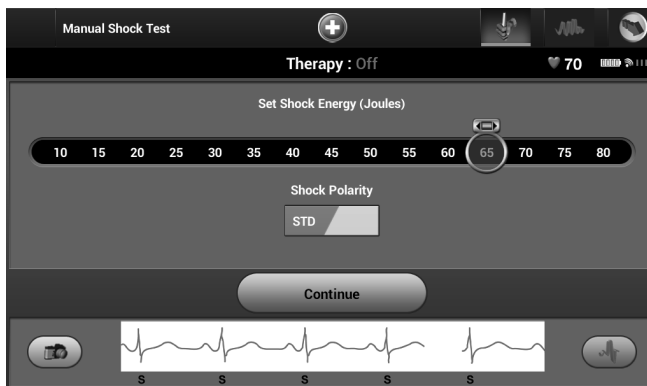 Manual Shock Test
Therapy : Off
70
Set Shock Energy (Joules)
10 15 20 25 30 35 40 45 50 55 60 65 70 75 80
Shock Polarity
STD
Continue
S S S S S